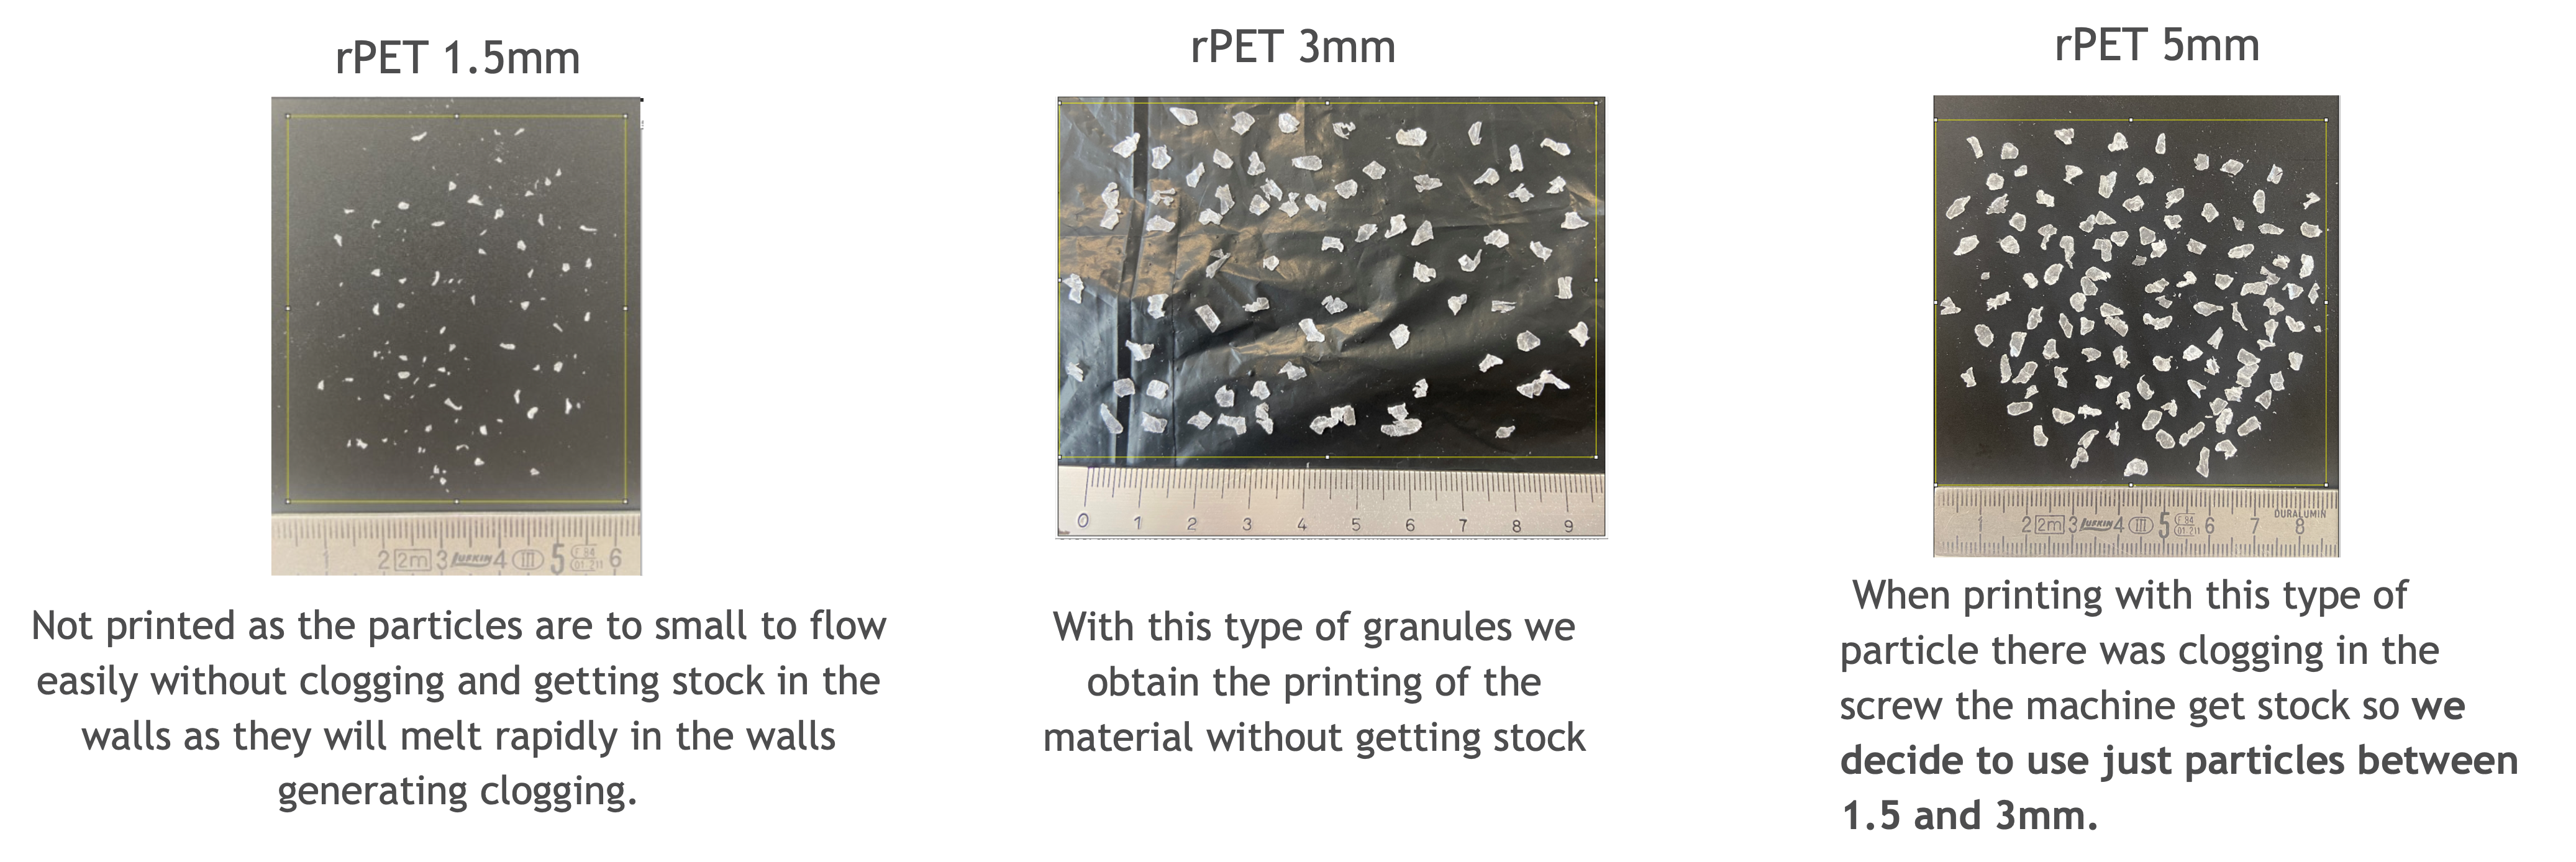 rPET 1.5mm
1 2 2m 3 LUFKIN 4 III 5 F 84 6
Not printed as the particles are to small to flow
easily without clogging and getting stock in the
walls as they will melt rapidly in the walls
generating clogging.
rPET 3mm
0 1 2 3 4 5 6 7 8 9
With this type of granules we
obtain the printing of the
material without getting stock
rPET 5mm
DURALUMIN
1 2 2m 3 LUFKIN 4 III 5 F 84 6 7 8
When printing with this type of
particle there was clogging in the
screw the machine get stock so we
decide to use just particles between
1.5 and 3mm.